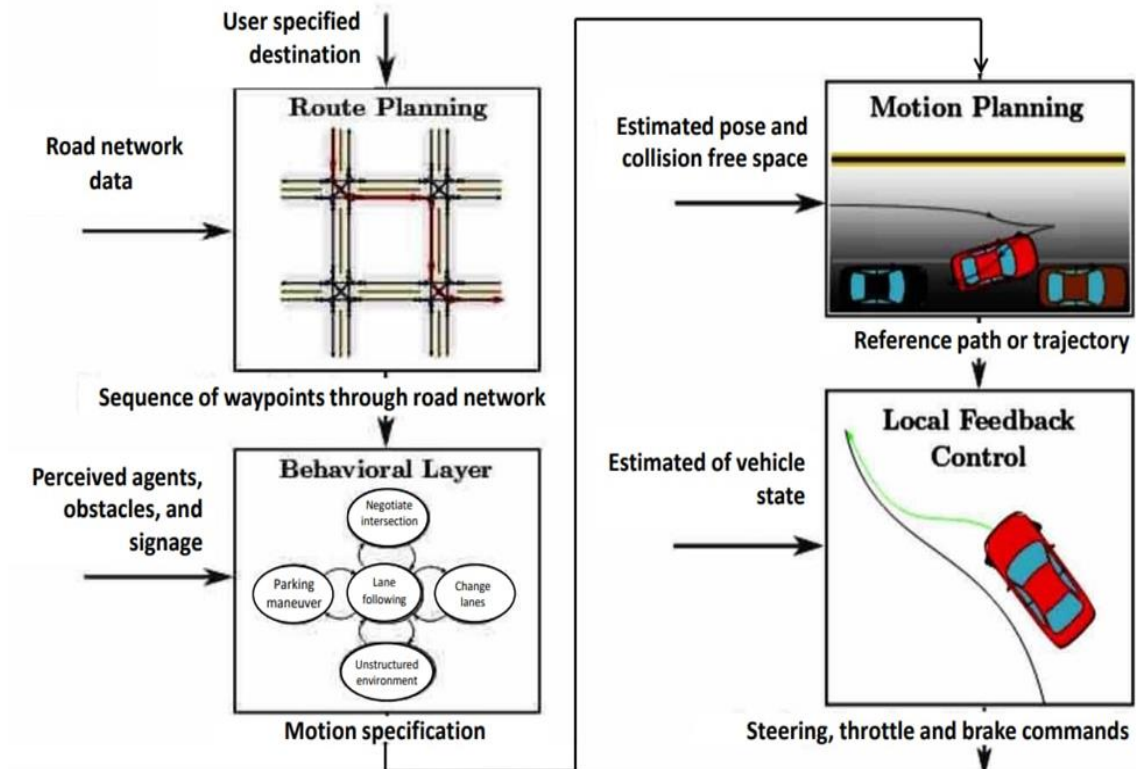 User specified
destination
Route Planning
Road network
data
Sequence of waypoints through road network
Behavioral Layer
Perceived agents,
obstacles, and
signage
Negotiate
intersection
Parking
maneuver
Lane
following
Change
lanes
Unstructured
environment
Motion specification
Motion Planning
Estimated pose and
collision free space
Reference path or trajectory
Local Feedback
Control
Estimated of vehicle
state
Steering, throttle and brake commands